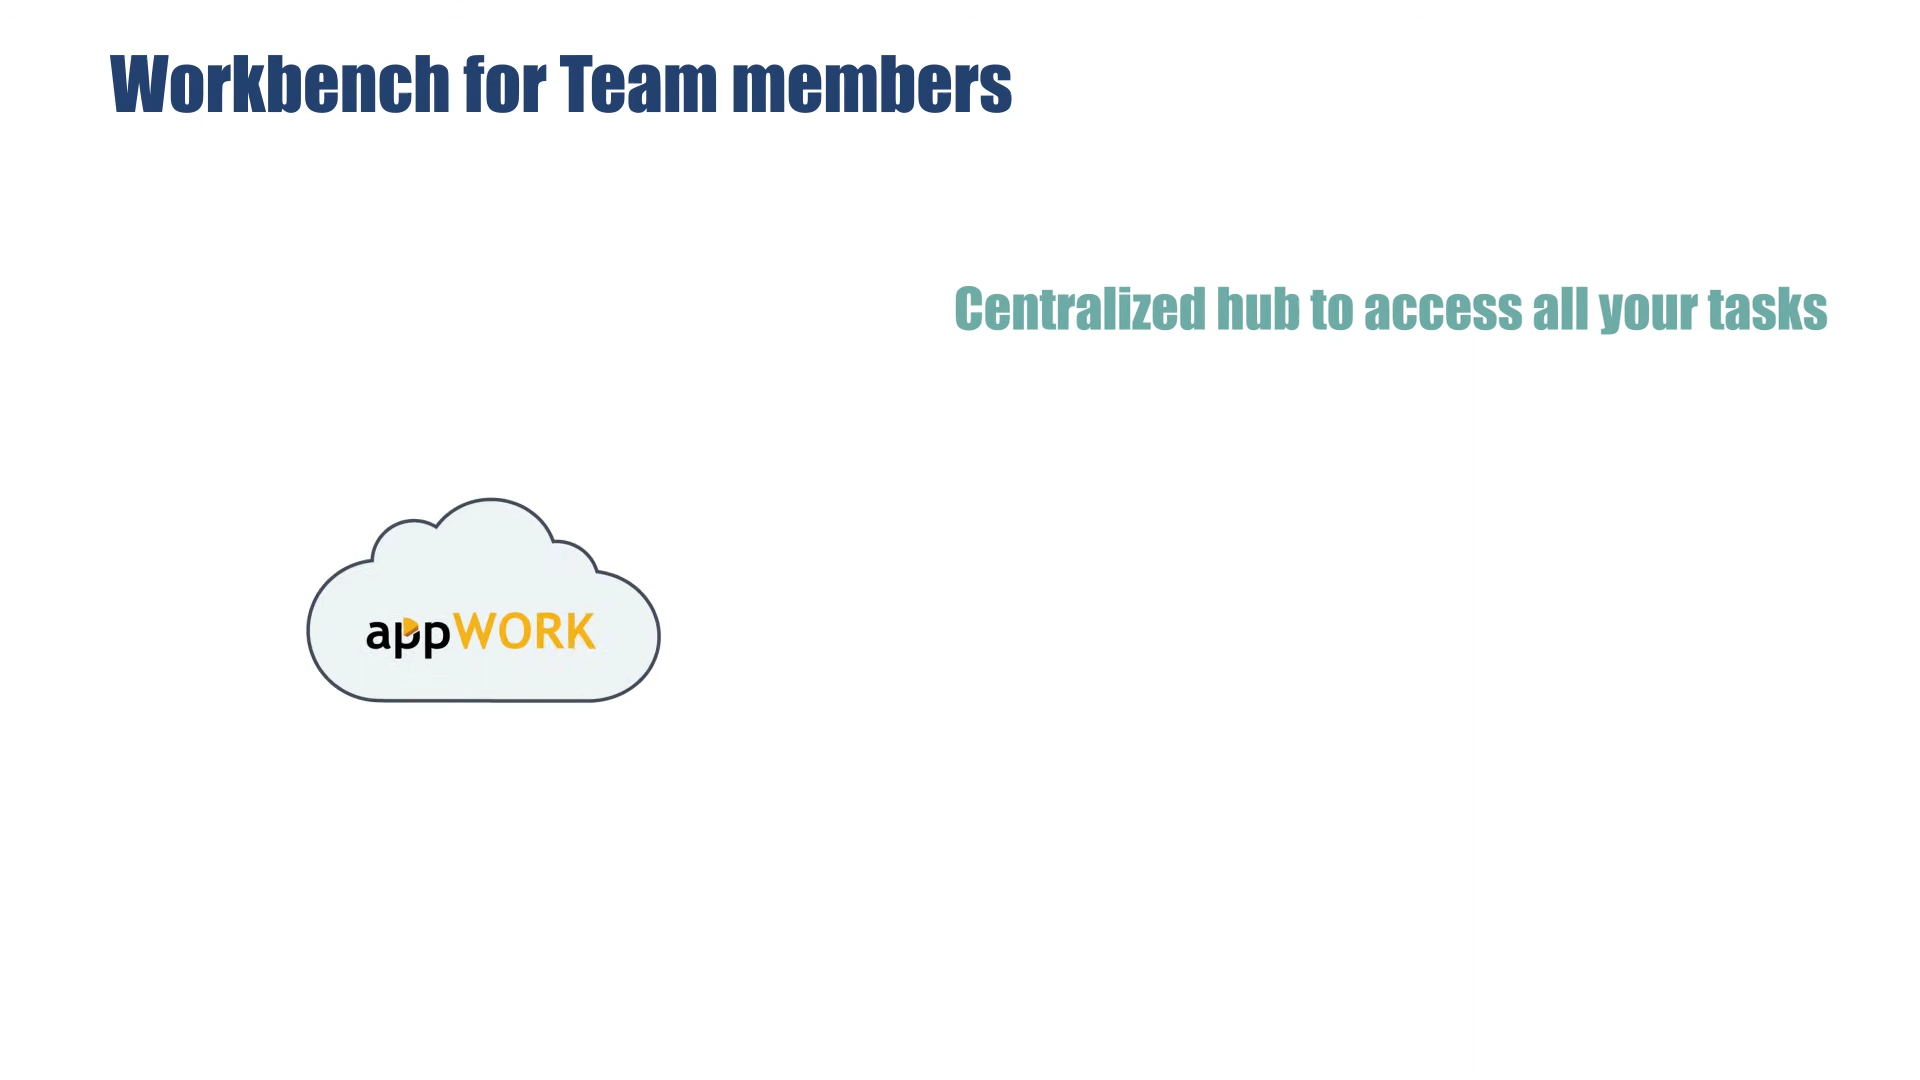 Workbench for Team members
Centralized hub to access all your tasks
appWORK